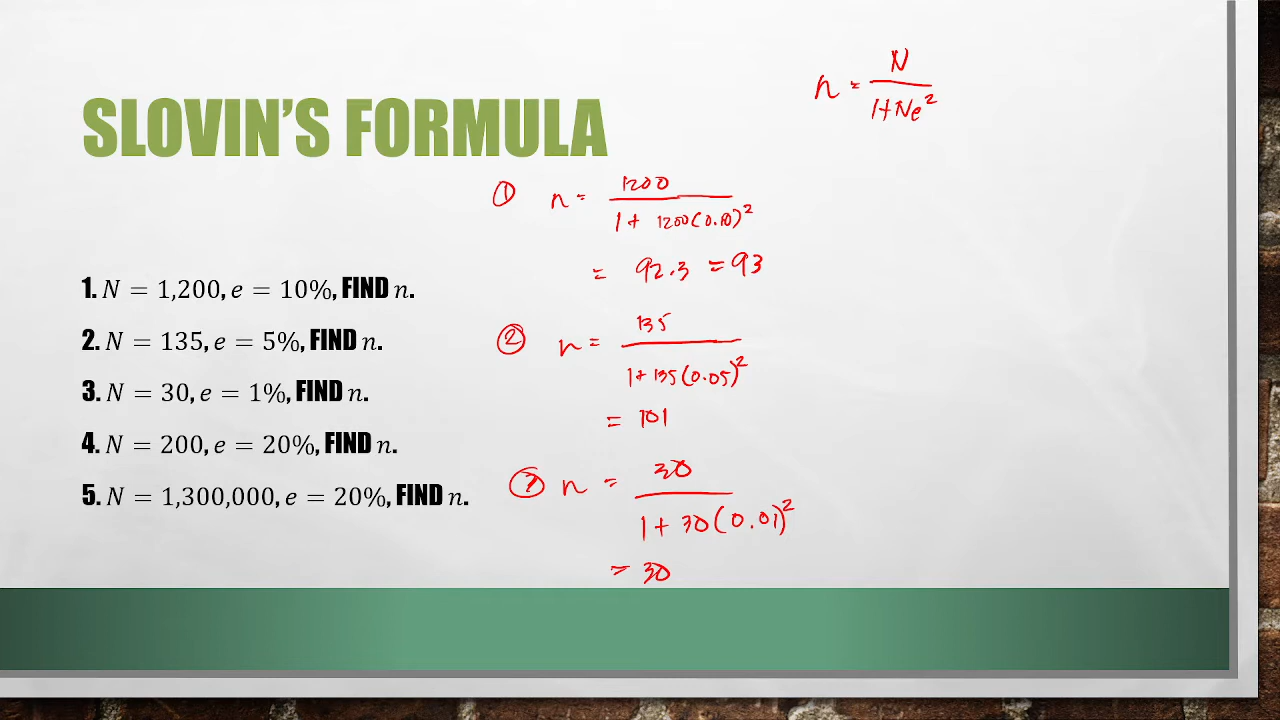 SLOVIN'S FORMULA
n = N / 1+Ne²
1. N = 1,200, e = 10%, FIND n.
2. N = 135, e = 5%, FIND n.
3. N = 30, e = 1%, FIND n.
4. N = 200, e = 20%, FIND n.
5. N = 1,300,000, e = 20%, FIND n.
① n = 1200 / 1 + 1200(0.10)²
= 92.3 = 93
② n = 135 / 1+135(0.05)²
= 101
③ n = 30 / 1 + 30(0.01)²
= 30